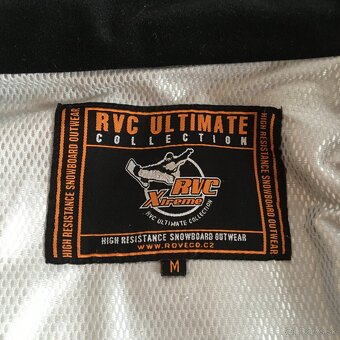 RVC ULTIMATE
COLLECTION
HIGH RESISTANCE SNOWBOARD OUTWEAR
HIGH RESISTANCE SNOWBOARD OUTWEAR
RVC
Xtreme
RVC ULTIMATE COLLECTION
HIGH RESISTANCE SNOWBOARD OUTWEAR
WWW.ROVECO.CZ
M